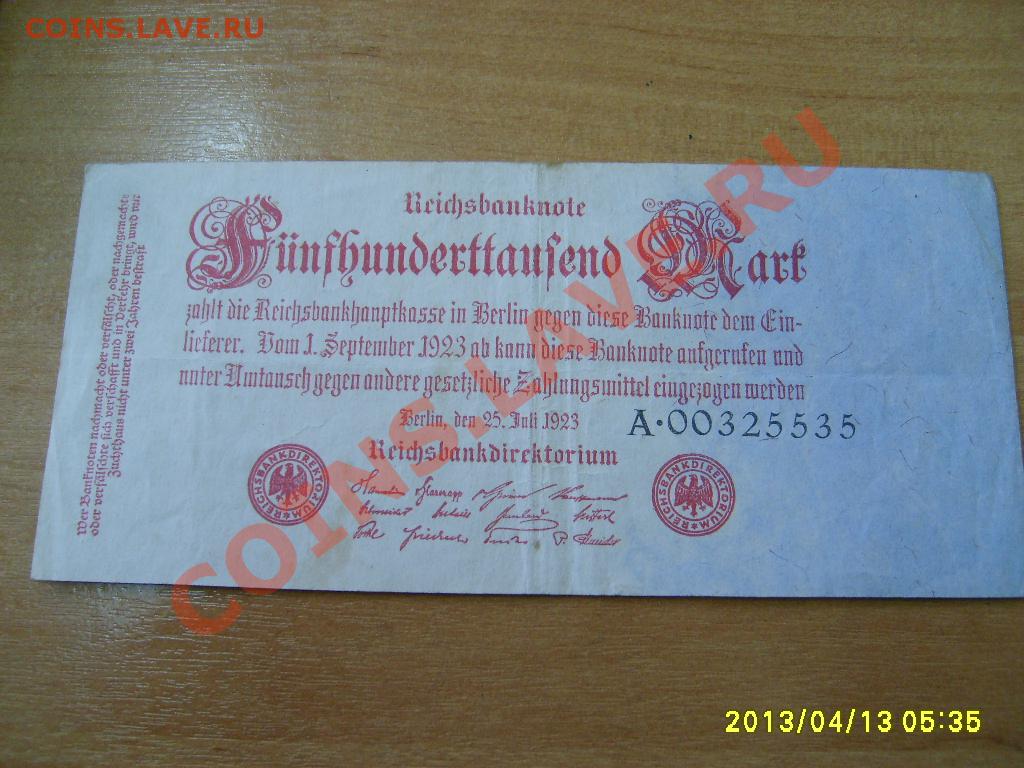 COINS.LAVE.RU
Reichsbanknote
Fünfhunderttausend Mark
zahlt die Reichsbankhauptkasse in Berlin gegen diese Banknote dem Ein-
lieferer. Vom 1. September 1923 ab kann diese Banknote aufgerufen und
unter Umtausch gegen andere gesetzliche Zahlungsmittel eingezogen werden
Berlin, den 25. Juli 1923
A·00325535
Reichsbankdirektorium
REICHSBANKDIREKTORIUM
REICHSBANKDIREKTORIUM
Wer Banknoten nachmacht oder verfälscht, oder nachgemachte
oder verfälschte sich verschafft und in Verkehr bringt, wird mit
Zuchthaus nicht unter zwei Jahren bestraft
COINS.LAVE.RU
2013/04/13 05:35